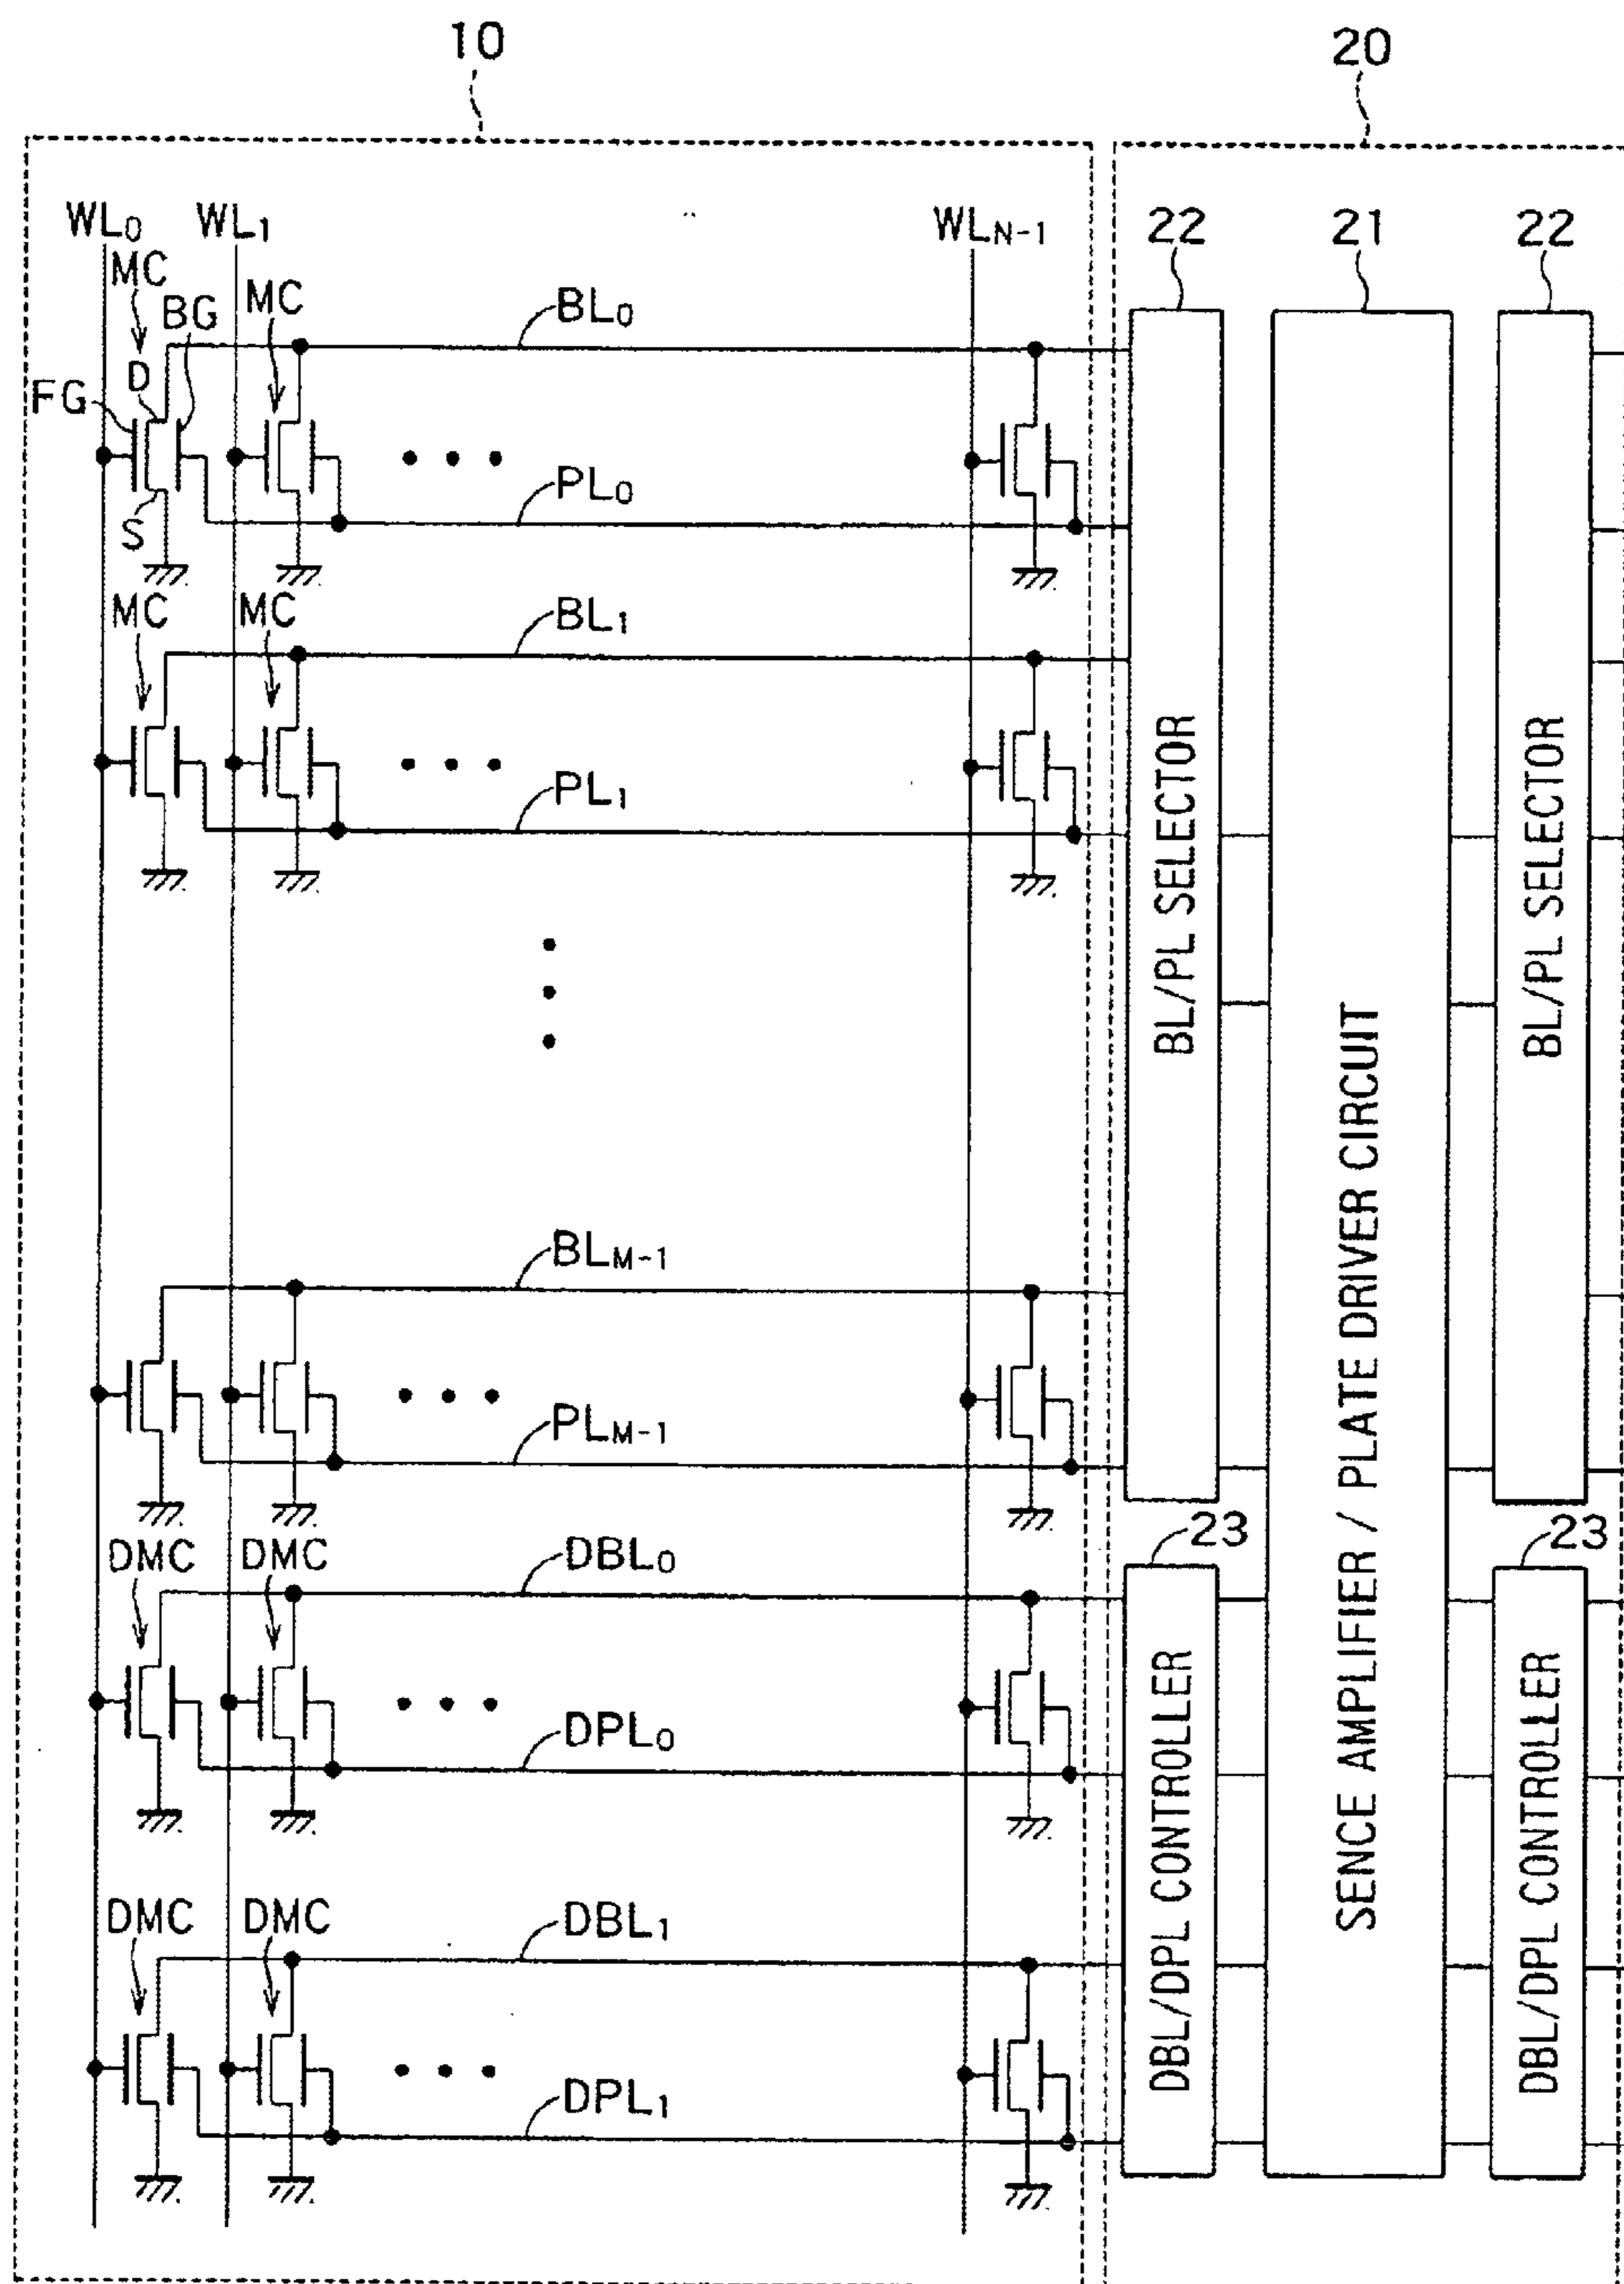 10
20
WL0
WL1
WLN-1
22
21
22
MC
BG
MC
BL0
D
FG
PL0
S
MC
MC
BL1
PL1
BL/PL SELECTOR
BL/PL SELECTOR
SENCE AMPLIFIER / PLATE DRIVER CIRCUIT
BLM-1
PLM-1
23
23
DMC
DMC
DBL0
DPL0
DBL/DPL CONTROLLER
DBL/DPL CONTROLLER
DMC
DMC
DBL1
DPL1